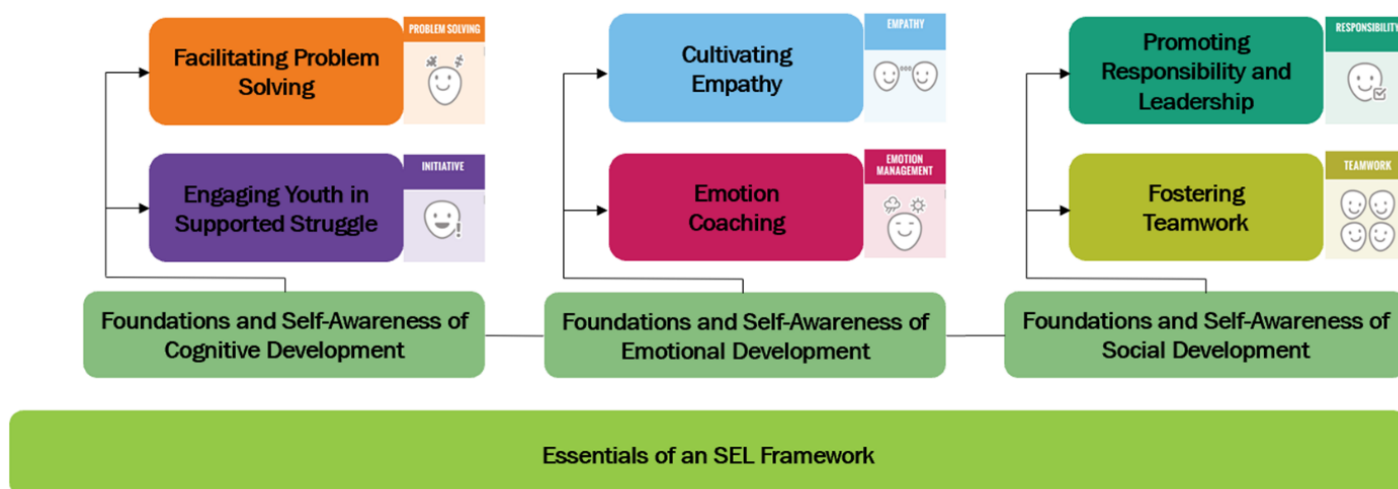 Facilitating Problem
Solving
PROBLEM SOLVING
Cultivating
Empathy
EMPATHY
Promoting
Responsibility and
Leadership
RESPONSIBILITY
Engaging Youth in
Supported Struggle
INITIATIVE
Emotion
Coaching
EMOTION
MANAGEMENT
Fostering
Teamwork
TEAMWORK
Foundations and Self-Awareness of
Cognitive Development
Foundations and Self-Awareness of
Emotional Development
Foundations and Self-Awareness of
Social Development
Essentials of an SEL Framework